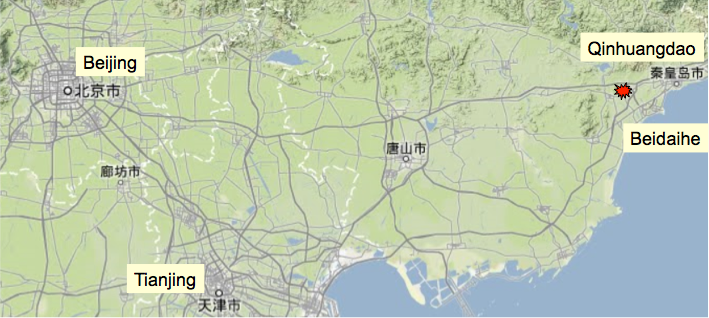 Qinhuangdao
Beijing
秦皇岛市
北京市
Beidaihe
唐山市
廊坊市
Tianjing
天津市